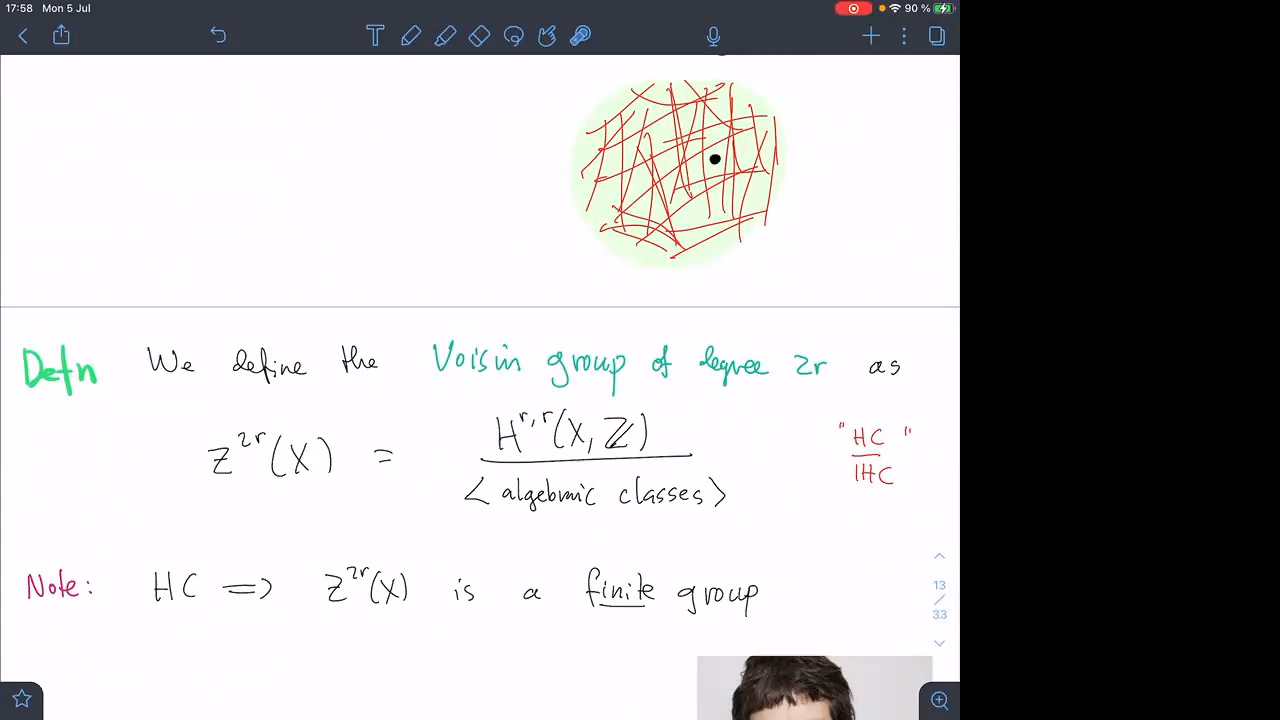 17:58 Mon 5 Jul
90 %
Defn We define the Voisin group of degree 2r as
Z^{2r}(X) = H^{r,r}(X, ℤ) / < algebraic classes >
"HC"
IHC
Note: HC ⟹ Z^{2r}(X) is a finite group
13
/
33